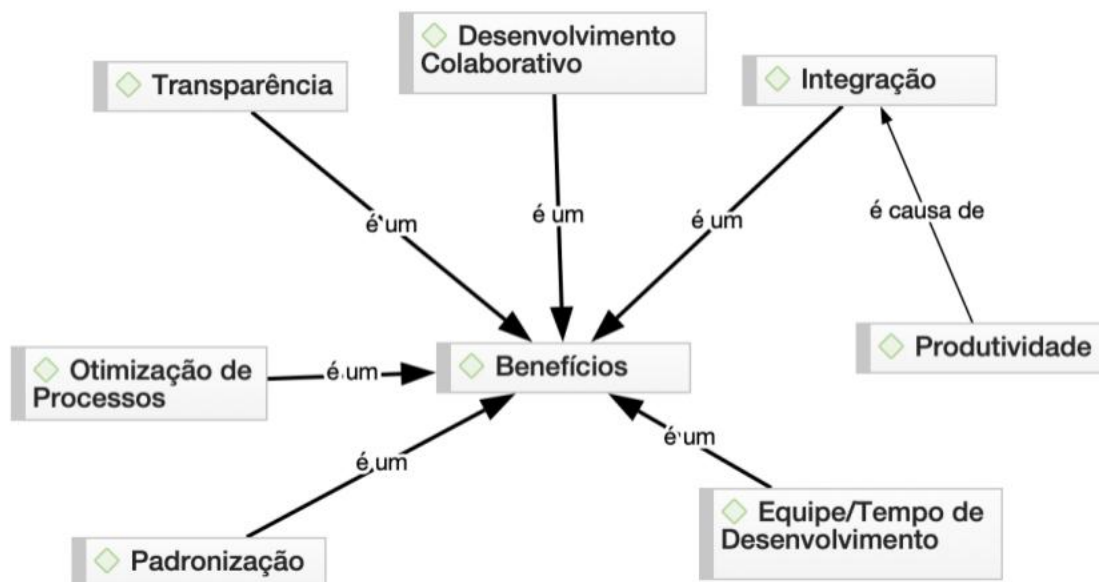 Desenvolvimento
Colaborativo
Transparência
Integração
é um
é um
é um
é causa de
Produtividade
Otimização de
Processos
é um
Benefícios
é um
é um
Padronização
Equipe/Tempo de
Desenvolvimento